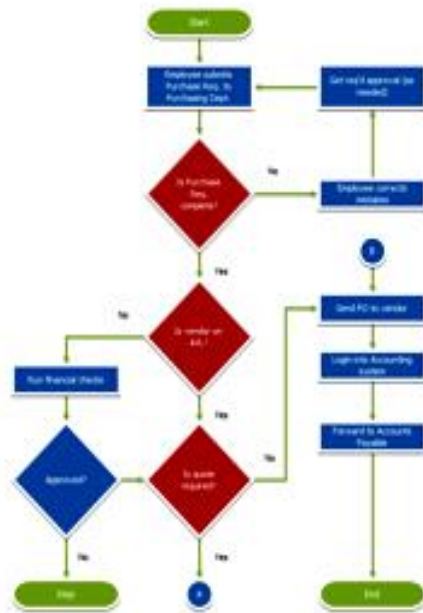 Start
Employee submits
Purchase Req. to
Purchasing Dept.
Get req'd approval (as
needed)
Is Purchase
Req.
complete?
No
Employee corrects
mistakes
Yes
Is vendor on
No
Yes
Run financial checks
Send PO to vendor
Login into Accounting
system
Forward to Accounts
Payable
Approved?
Yes
Is quote
required?
No
No
Yes
Stop
A
End